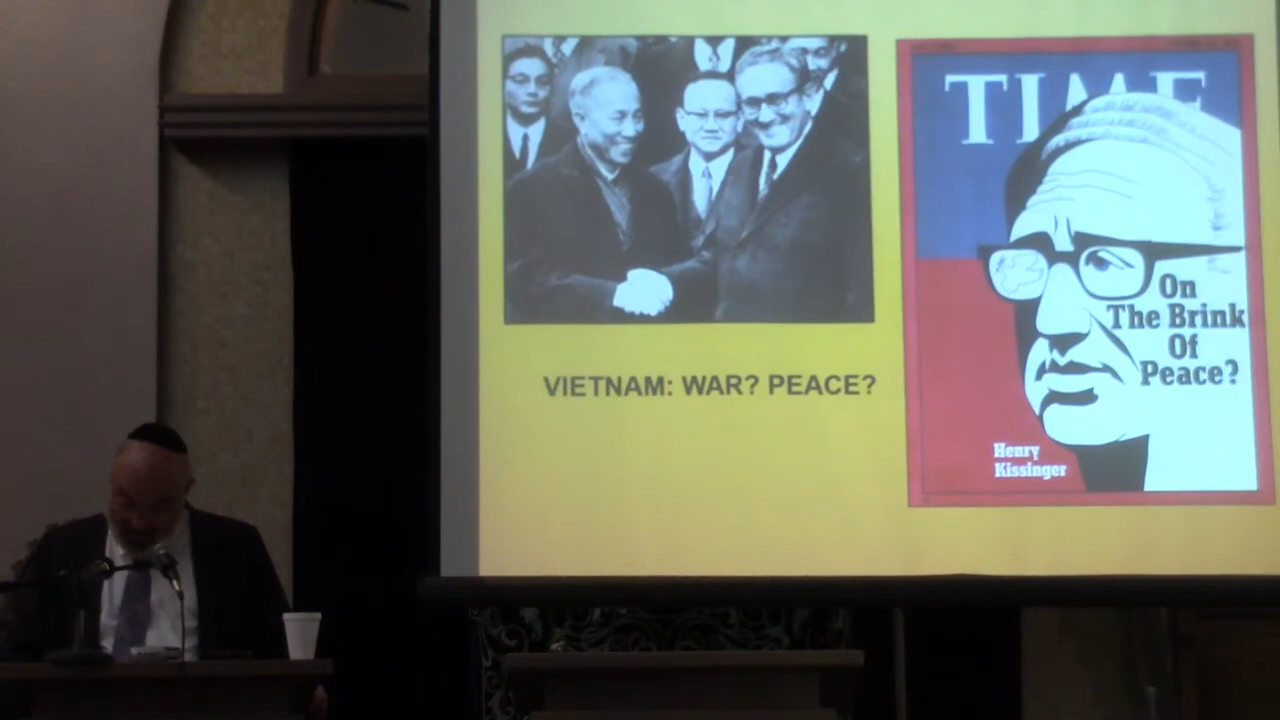 VIETNAM: WAR? PEACE?
TIME
On
The Brink
Of
Peace?
Henry
Kissinger